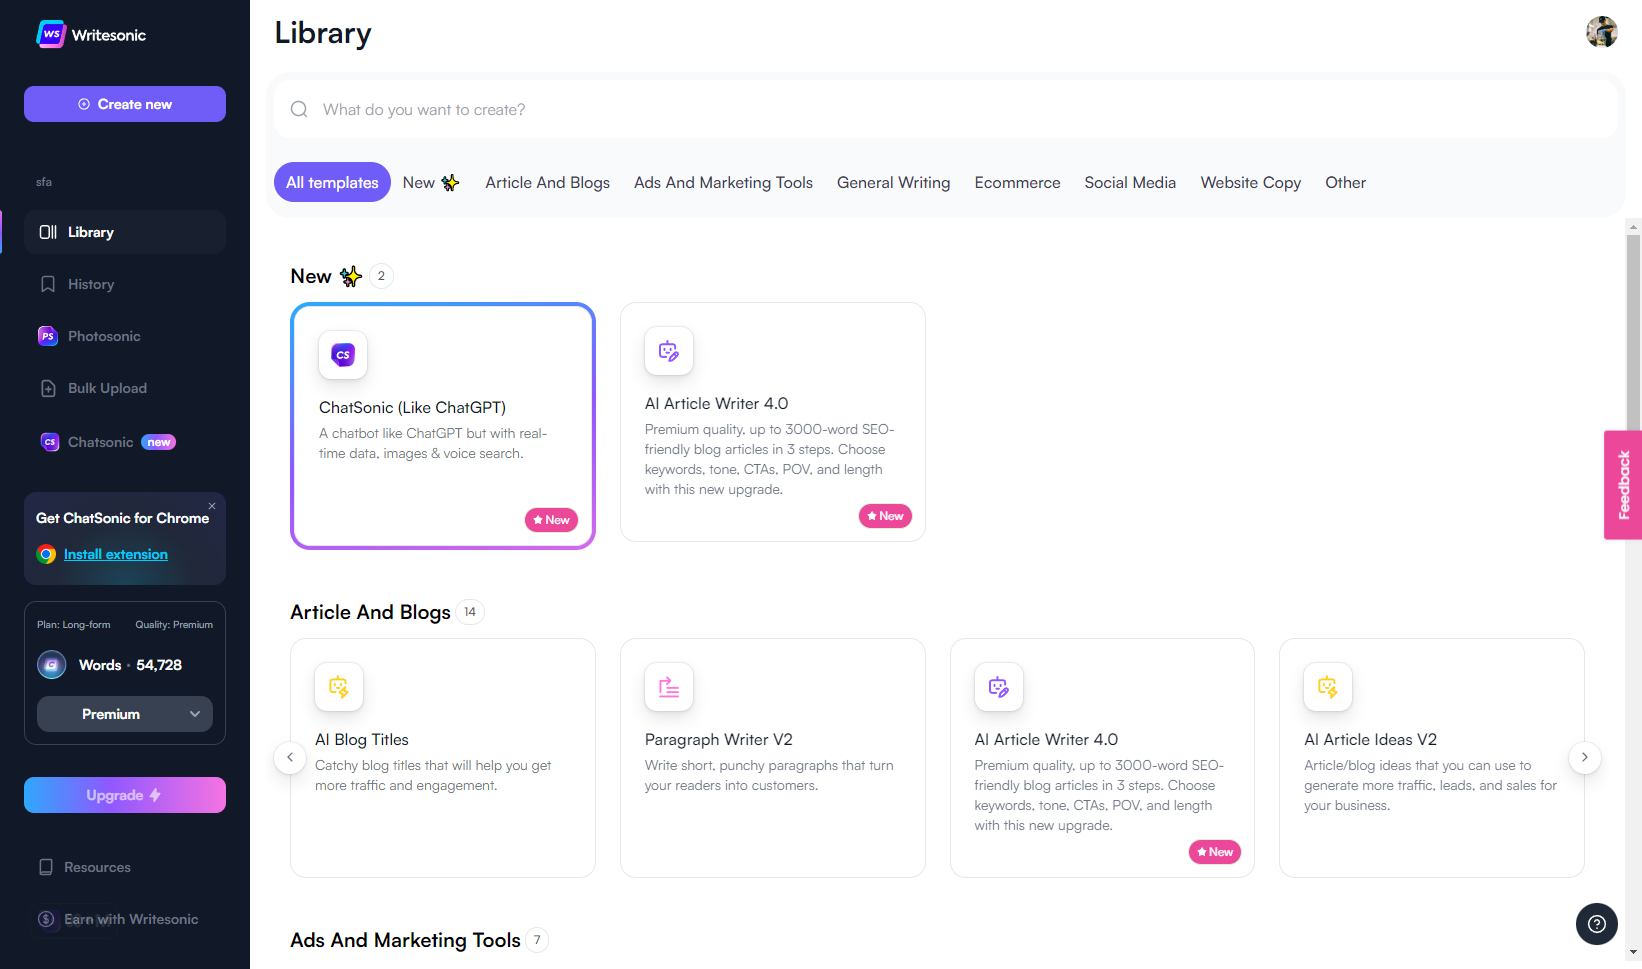 WS Writesonic
Create new
sfa
Library
History
PS Photosonic
Bulk Upload
CS Chatsonic new
Get ChatSonic for Chrome
Install extension
Plan: Long-form Quality: Premium
C Words · 54,728
Premium
Upgrade
Resources
$ Earn with Writesonic
Library
What do you want to create?
All templates New Article And Blogs Ads And Marketing Tools General Writing Ecommerce Social Media Website Copy Other
New 2
CS
ChatSonic (Like ChatGPT)
A chatbot like ChatGPT but with real-
time data, images & voice search.
New
AI Article Writer 4.0
Premium quality, up to 3000-word SEO-
friendly blog articles in 3 steps. Choose
keywords, tone, CTAs, POV, and length
with this new upgrade.
New
Article And Blogs 14
AI Blog Titles
Catchy blog titles that will help you get
more traffic and engagement.
Paragraph Writer V2
Write short, punchy paragraphs that turn
your readers into customers.
AI Article Writer 4.0
Premium quality, up to 3000-word SEO-
friendly blog articles in 3 steps. Choose
keywords, tone, CTAs, POV, and length
with this new upgrade.
New
AI Article Ideas V2
Article/blog ideas that you can use to
generate more traffic, leads, and sales for
your business.
Ads And Marketing Tools 7
Feedback
?